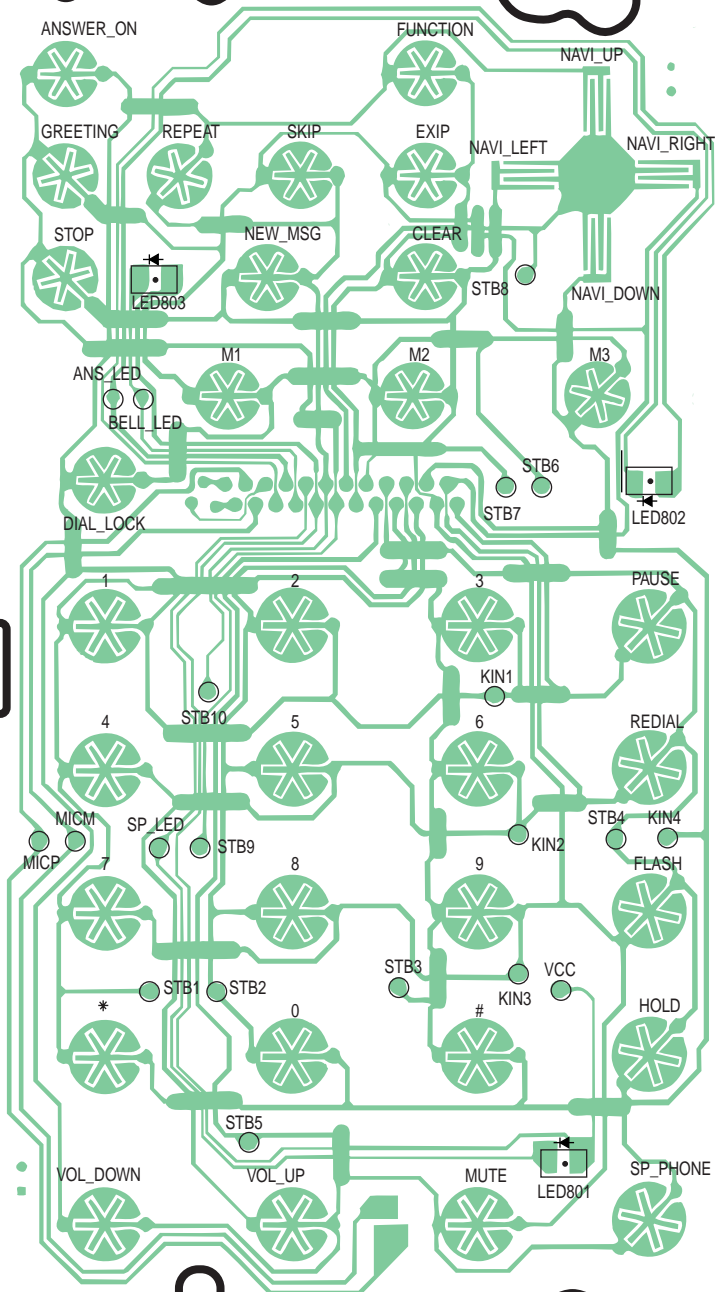 ANSWER_ON
FUNCTION
NAVI_UP
GREETING
REPEAT
SKIP
EXIP
NAVI_LEFT
NAVI_RIGHT
STOP
NEW_MSG
CLEAR
STB8
LED803
NAVI_DOWN
M1
M2
M3
ANS_LED
BELL_LED
STB6
STB7
LED802
DIAL_LOCK
1
2
3
PAUSE
KIN1
STB10
4
5
6
REDIAL
MICM
SP_LED
STB4
KIN4
MICP
STB9
KIN2
7
8
9
FLASH
STB3
VCC
STB1
STB2
KIN3
*
0
#
HOLD
STB5
VOL_DOWN
VOL_UP
MUTE
SP_PHONE
LED801